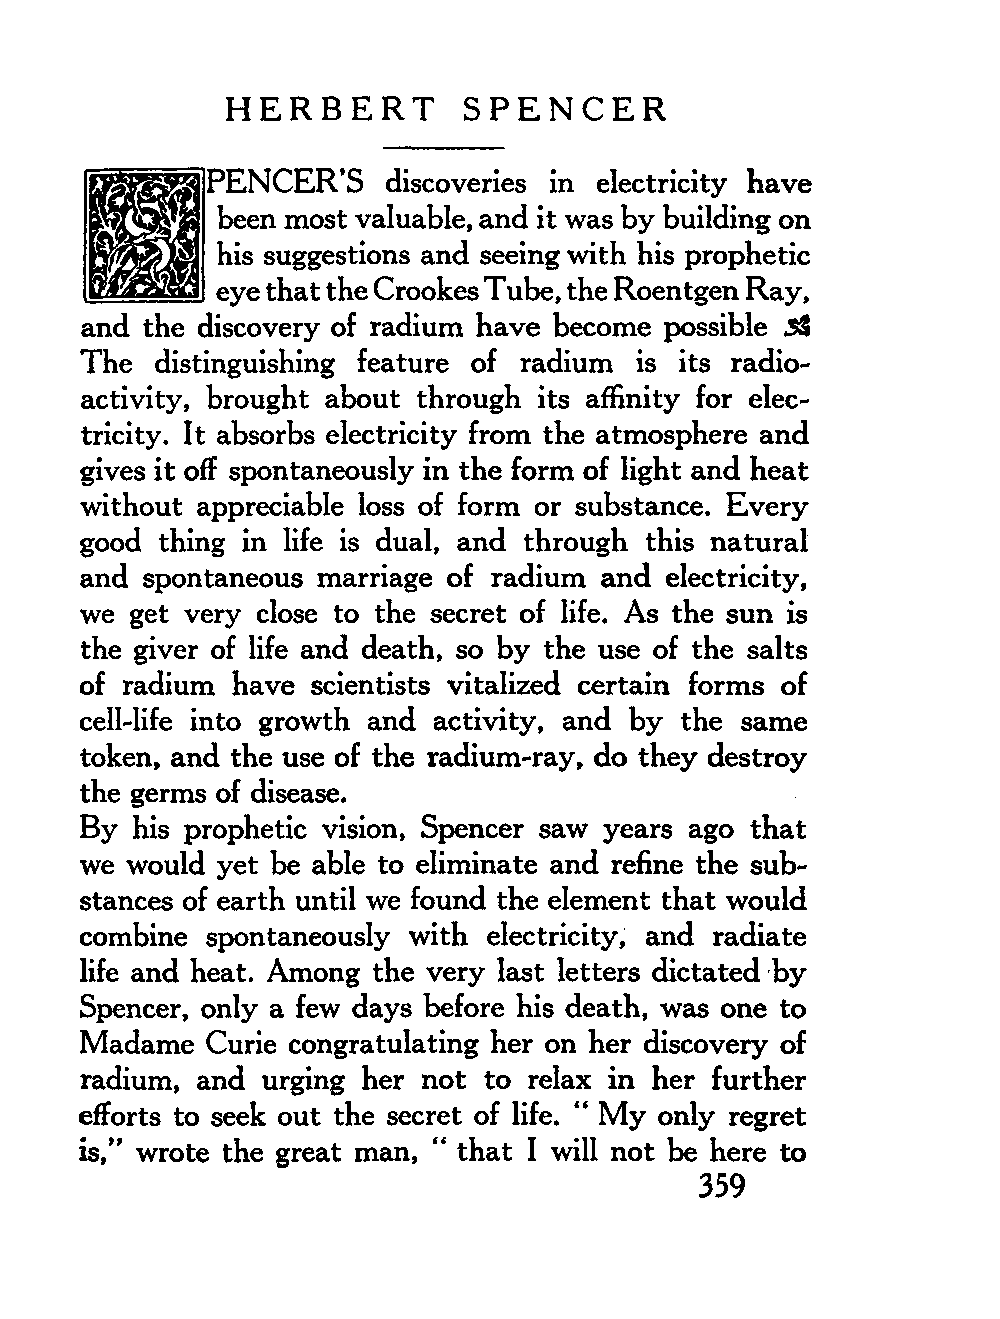 HERBERT SPENCER
SPENCER'S discoveries in electricity have
been most valuable, and it was by building on
his suggestions and seeing with his prophetic
eye that the Crookes Tube, the Roentgen Ray,
and the discovery of radium have become possible
The distinguishing feature of radium is its radio-
activity, brought about through its affinity for elec-
tricity. It absorbs electricity from the atmosphere and
gives it off spontaneously in the form of light and heat
without appreciable loss of form or substance. Every
good thing in life is dual, and through this natural
and spontaneous marriage of radium and electricity,
we get very close to the secret of life. As the sun is
the giver of life and death, so by the use of the salts
of radium have scientists vitalized certain forms of
cell-life into growth and activity, and by the same
token, and the use of the radium-ray, do they destroy
the germs of disease.
By his prophetic vision, Spencer saw years ago that
we would yet be able to eliminate and refine the sub-
stances of earth until we found the element that would
combine spontaneously with electricity, and radiate
life and heat. Among the very last letters dictated by
Spencer, only a few days before his death, was one to
Madame Curie congratulating her on her discovery of
radium, and urging her not to relax in her further
efforts to seek out the secret of life. " My only regret
is," wrote the great man, " that I will not be here to
359